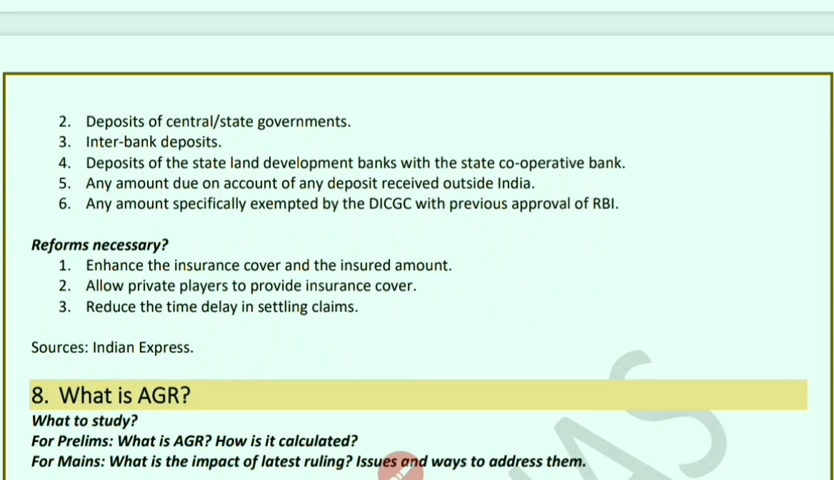 2. Deposits of central/state governments.
3. Inter-bank deposits.
4. Deposits of the state land development banks with the state co-operative bank.
5. Any amount due on account of any deposit received outside India.
6. Any amount specifically exempted by the DICGC with previous approval of RBI.
Reforms necessary?
1. Enhance the insurance cover and the insured amount.
2. Allow private players to provide insurance cover.
3. Reduce the time delay in settling claims.
Sources: Indian Express.
8. What is AGR?
What to study?
For Prelims: What is AGR? How is it calculated?
For Mains: What is the impact of latest ruling? Issues and ways to address them.
IAS